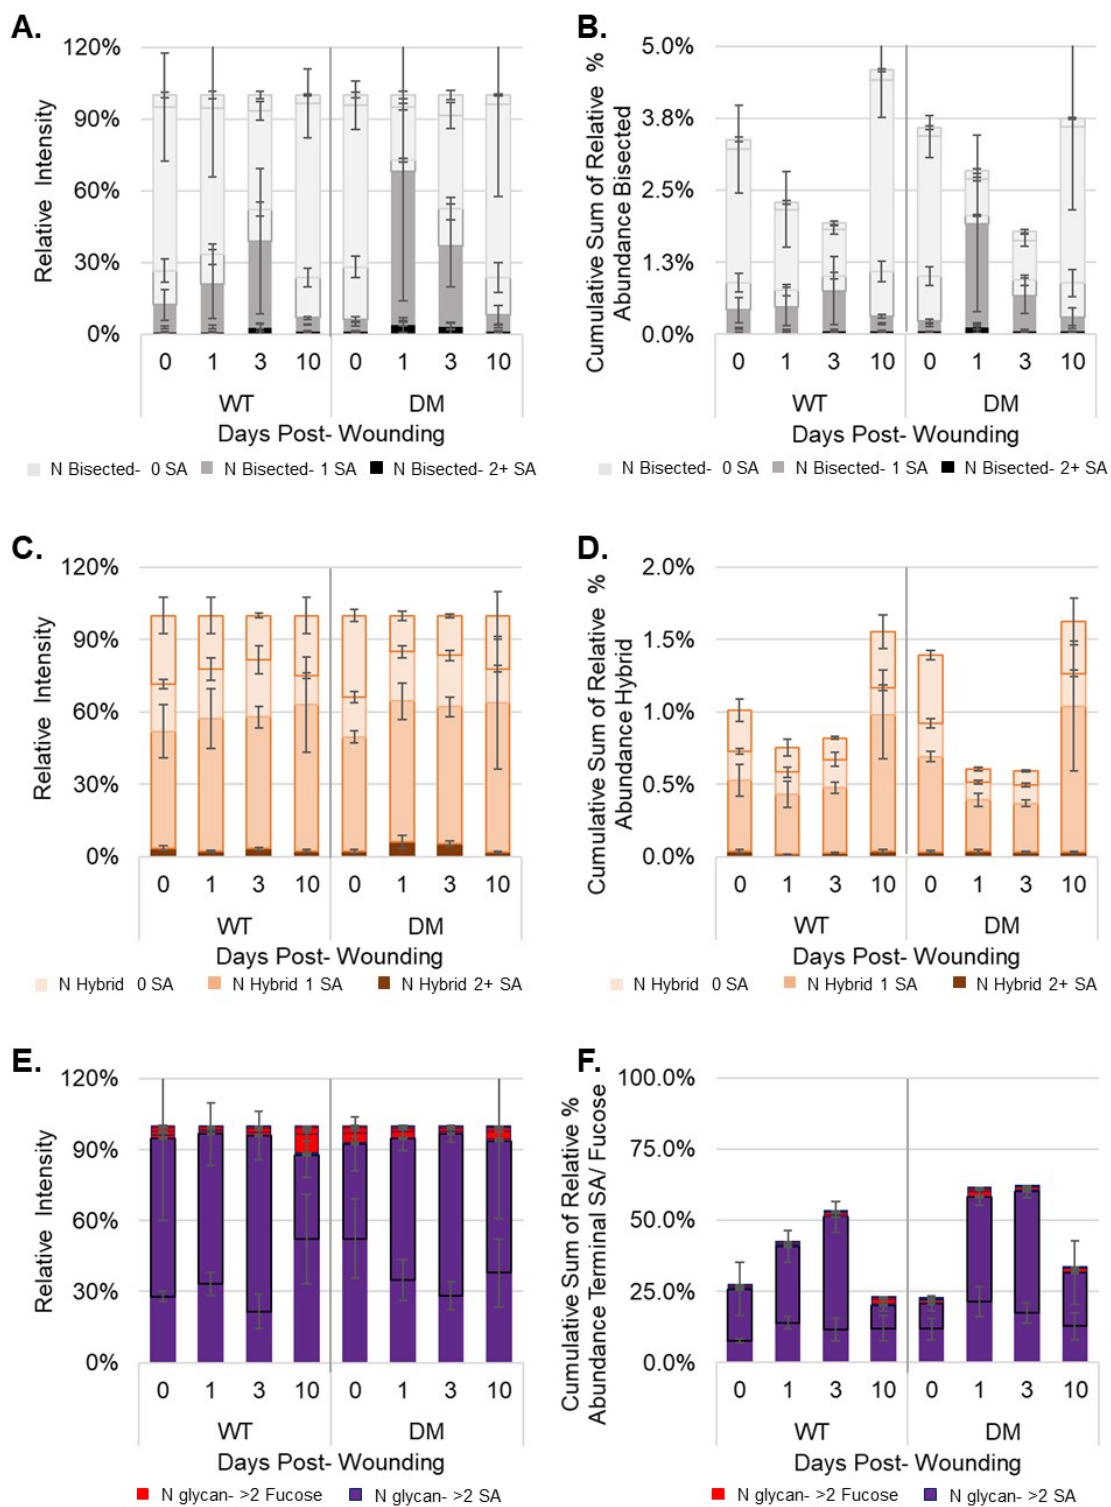 A.
Relative Intensity
120%
90%
60%
30%
0%
0 1 3 10 0 1 3 10
WT DM
Days Post- Wounding
N Bisected- 0 SA N Bisected- 1 SA N Bisected- 2+ SA
B.
Cumulative Sum of Relative %
Abundance Bisected
5.0%
3.8%
2.5%
1.3%
0.0%
0 1 3 10 0 1 3 10
WT DM
Days Post- Wounding
N Bisected- 0 SA N Bisected- 1 SA N Bisected- 2+ SA
C.
Relative Intensity
120%
90%
60%
30%
0%
0 1 3 10 0 1 3 10
WT DM
Days Post- Wounding
N Hybrid 0 SA N Hybrid 1 SA N Hybrid 2+ SA
D.
Cumulative Sum of Relative %
Abundance Hybrid
2.0%
1.5%
1.0%
0.5%
0.0%
0 1 3 10 0 1 3 10
WT DM
Days Post- Wounding
N Hybrid 0 SA N Hybrid 1 SA N Hybrid 2+ SA
E.
Relative Intensity
120%
90%
60%
30%
0%
0 1 3 10 0 1 3 10
WT DM
Days Post- Wounding
N glycan- >2 Fucose N glycan- >2 SA
F.
Cumulative Sum of Relative %
Abundance Terminal SA/ Fucose
100.0%
75.0%
50.0%
25.0%
0.0%
0 1 3 10 0 1 3 10
WT DM
Days Post- Wounding
N glycan- >2 Fucose N glycan- >2 SA